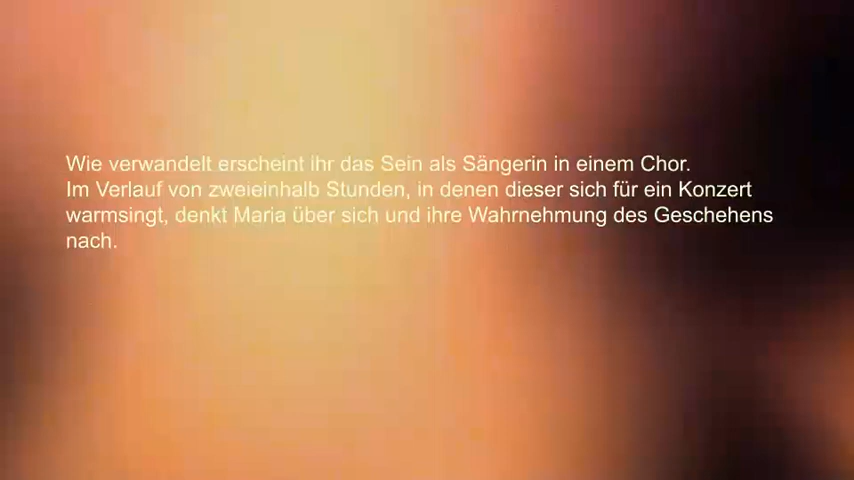 Wie verwandelt erscheint ihr das Sein als Sängerin in einem Chor.
Im Verlauf von zweieinhalb Stunden, in denen dieser sich für ein Konzert
warmsingt, denkt Maria über sich und ihre Wahrnehmung des Geschehens
nach.